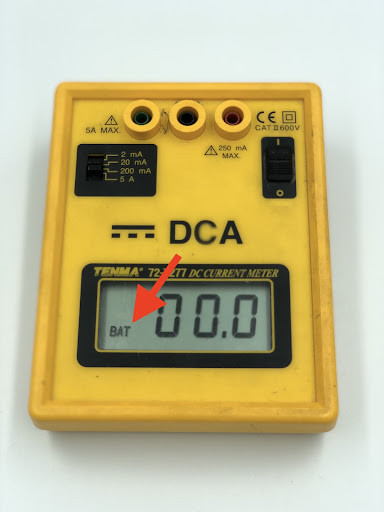 5A MAX.
CE
CAT II 600V
250 mA
MAX.
2 mA
20 mA
200 mA
5 A
I
O
DCA
TENMA® DC CURRENT METER
BAT 00.0